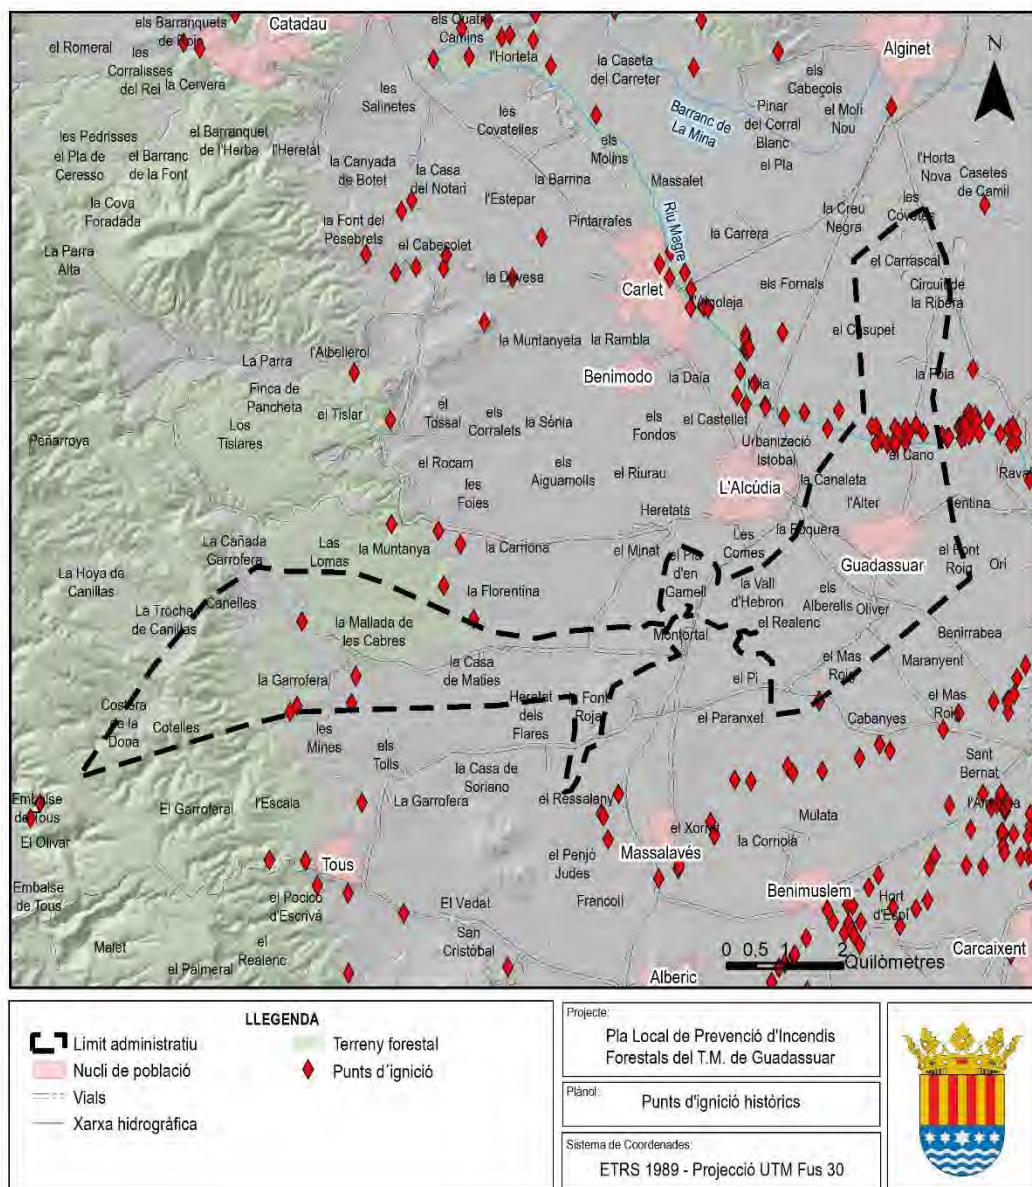 els Barranquets
de Boix
Catadau
els Quatre
Camins
l'Horteta
la Caseta
del Carreter
Alginet
N
el Romeral
les
Corralisses
del Rei
la Cervera
les
Salinetes
les
Covatelles
els
Cabeçols
Pinar
del Corral
Blanc
el Molí
Nou
Barranc de
La Mina
les Pedrisses
el Pla de
Ceresso
el Barranc
de la Font
el Barranquet
de l'Herba
l'Heretat
els
Molins
el Pla
la Canyada
de Botet
la Casa
del Notari
la Barrina
Massalet
l'Horta
Nova
Casetes
de Camil
la Cova
Foradada
l'Estepar
les
Covetes
la Font del
Pesebrets
Pintarrafes
Riu Magre
la Creu
Negra
la Carrera
La Parra
Alta
el Cabeçolet
la Devesa
Carlet
els Fornals
el Carrascal
Circuit de
la Ribera
el Casupet
la Muntanyeta
la Rambla
l'Albellerol
La Parra
Benimodo
la Daia
la Foia
Finca de
Pancheta
el Tislar
Los
Tislares
el
Tossal
els
Corralets
la Sénia
els
Fondos
el Castellet
Peñarroya
Urbanizació
Istobal
el Cano
el Rocam
les
Foies
els
Aiguamolls
el Riurau
L'Alcúdia
la Canaleta
l'Alter
Heretats
la Boquera
La Cañada
Garrofera
Las
Lomas
la Muntanya
la Carriona
el Minat
Les
Comes
Guadassuar
el Pont
Roig
Ori
La Hoya de
Canillas
Canelles
el Pla
d'en
Gamell
la Vall
d'Hebron
els
Alberells
Oliver
La Trocha
de Canillas
la Florentina
la Mallada de
les Cabres
Montortal
el Realenc
Benirrabea
la Garrofera
la Casa
de Maties
el Pi
el Mas
Roig
Maranyent
Costera
de la
Dona
Cotelles
les
Mines
Heretat
dels
Flares
Font
Roja
el Paranxet
Cabanyes
el Mas
Roig
els
Tolls
la Casa de
Soriano
Sant
Bernat
Embalse
de Tous
El Olivar
El Garroferal
l'Escala
La Garrofera
el Ressalany
el Xorret
Mulata
la Corriola
Tous
el Penjó
Judes
Massalavés
Embalse
de Tous
el Pocico
d'Escrivà
El Vedat
Francolí
Benimuslem
Hort
d'Espí
Malet
el
Realenc
San
Cristóbal
el Palmeral
Alberic
0 0,5 1 2
Quilòmetres
Carcaixent
LLEGENDA
Límit administratiu
Nucli de població
Vials
Xarxa hidrogràfica
Terreny forestal
Punts d´ignició
Projecte:
Pla Local de Prevenció d'Incendis
Forestals del T.M. de Guadassuar
Plànol:
Punts d'ignició històrics
Sistema de Coordenades:
ETRS 1989 - Projecció UTM Fus 30